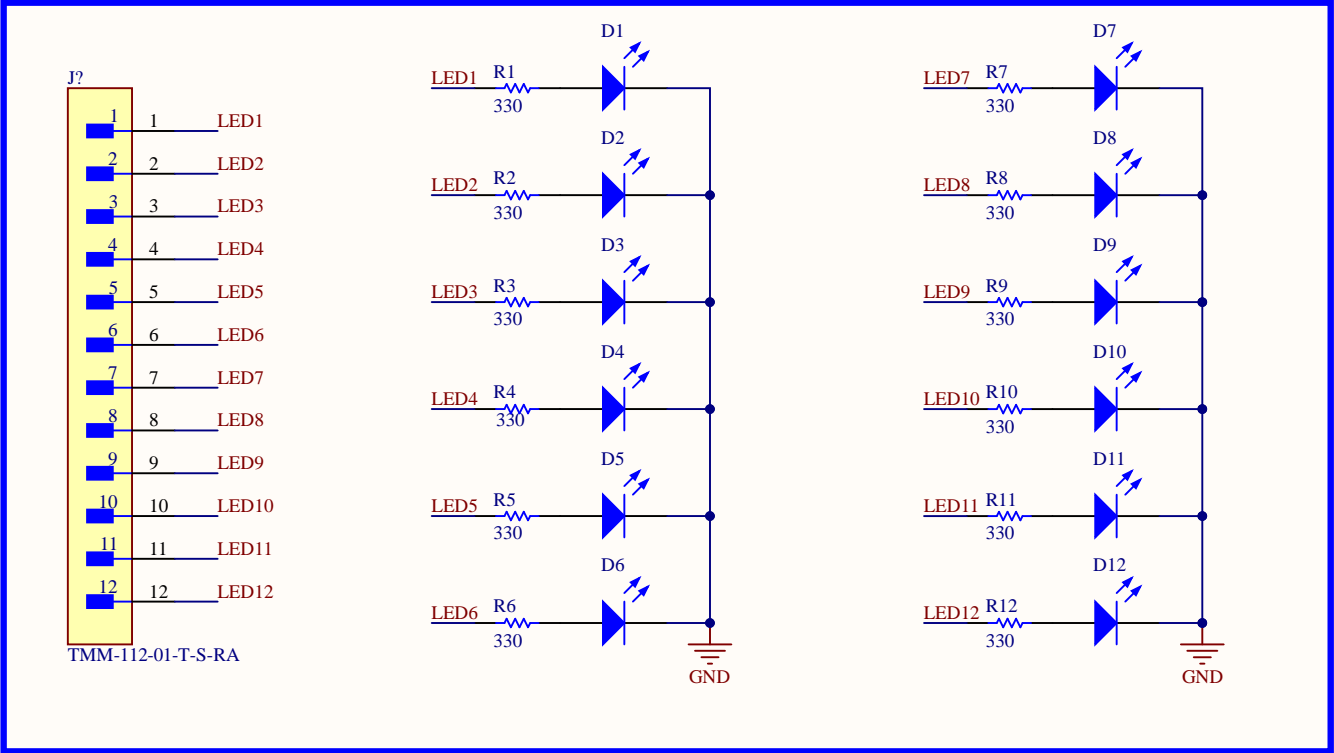 J?
1 1 LED1
2 2 LED2
3 3 LED3
4 4 LED4
5 5 LED5
6 6 LED6
7 7 LED7
8 8 LED8
9 9 LED9
10 10 LED10
11 11 LED11
12 12 LED12
TMM-112-01-T-S-RA
D1
LED1 R1
330
D2
LED2 R2
330
D3
LED3 R3
330
D4
LED4 R4
330
D5
LED5 R5
330
D6
LED6 R6
330
GND
D7
LED7 R7
330
D8
LED8 R8
330
D9
LED9 R9
330
D10
LED10 R10
330
D11
LED11 R11
330
D12
LED12 R12
330
GND